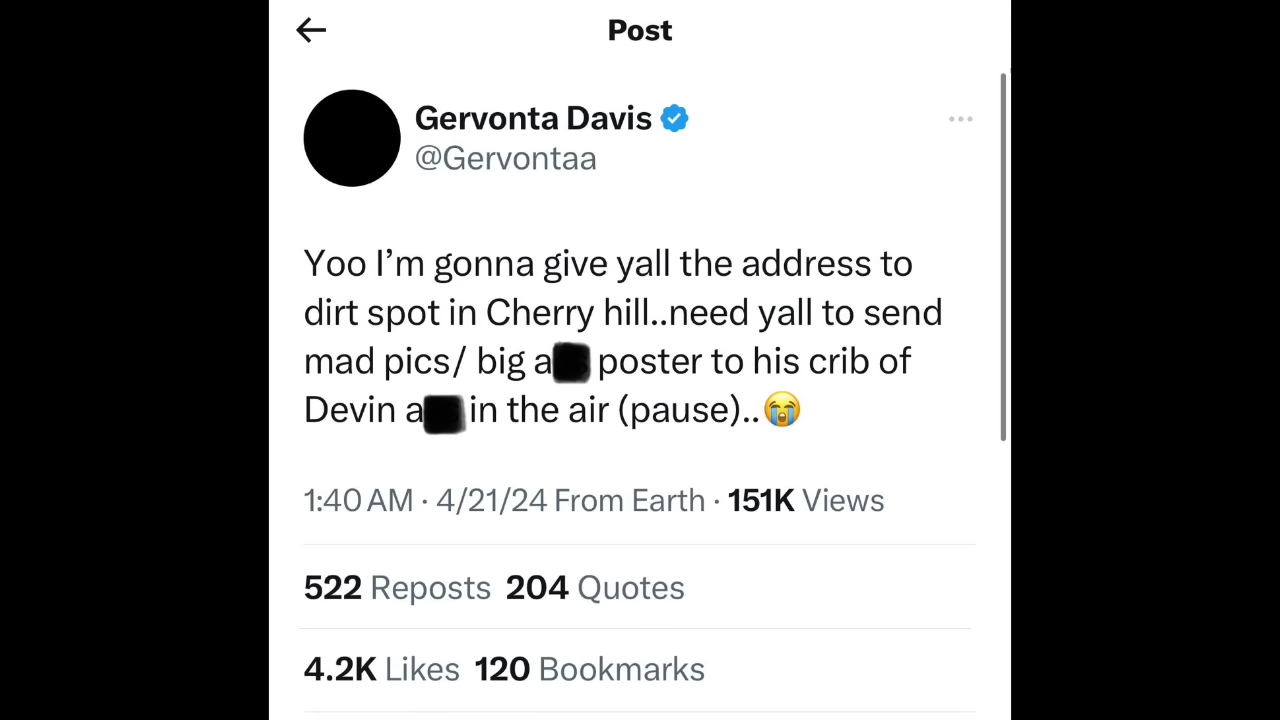 Post
Gervonta Davis
@Gervontaa
Yoo I’m gonna give yall the address to
dirt spot in Cherry hill..need yall to send
mad pics/ big a poster to his crib of
Devin a in the air (pause)..😭
1:40 AM · 4/21/24 From Earth · 151K Views
522 Reposts 204 Quotes
4.2K Likes 120 Bookmarks